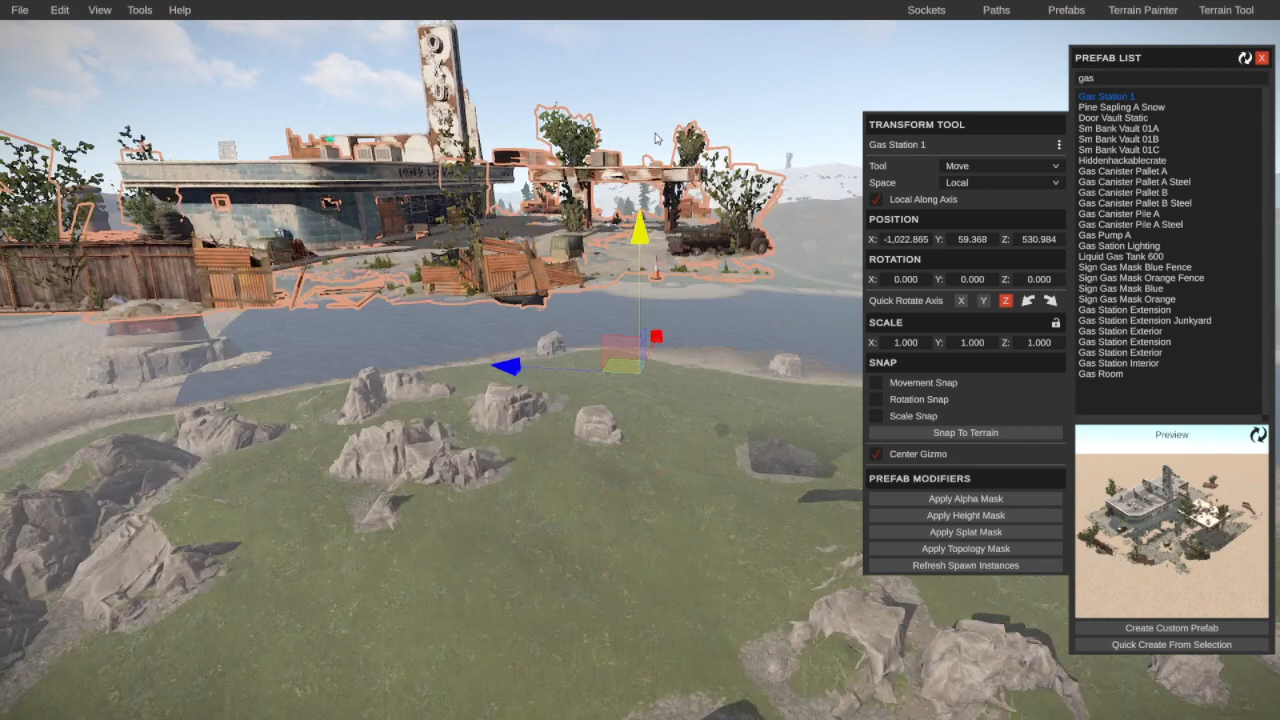 File Edit View Tools Help Sockets Paths Prefabs Terrain Painter Terrain Tool
OXUM
TRANSFORM TOOL
Gas Station 1
Tool Move
Space Local
Local Along Axis
POSITION
X: -1,022.865 Y: 59.368 Z: 530.984
ROTATION
X: 0.000 Y: 0.000 Z: 0.000
Quick Rotate Axis X Y Z
SCALE
X: 1.000 Y: 1.000 Z: 1.000
SNAP
Movement Snap
Rotation Snap
Scale Snap
Snap To Terrain
Center Gizmo
PREFAB MODIFIERS
Apply Alpha Mask
Apply Height Mask
Apply Splat Mask
Apply Topology Mask
Refresh Spawn Instances
PREFAB LIST X
gas
Gas Station 1
Pine Sapling A Snow
Door Vault Static
Sm Bank Vault 01A
Sm Bank Vault 01B
Sm Bank Vault 01C
Hiddenhackablecrate
Gas Canister Pallet A
Gas Canister Pallet A Steel
Gas Canister Pallet B
Gas Canister Pallet B Steel
Gas Canister Pile A
Gas Canister Pile A Steel
Gas Pump A
Gas Sation Lighting
Liquid Gas Tank 600
Sign Gas Mask Blue Fence
Sign Gas Mask Orange Fence
Sign Gas Mask Blue
Sign Gas Mask Orange
Gas Station Extension
Gas Station Extension Junkyard
Gas Station Exterior
Gas Station Extension
Gas Station Exterior
Gas Station Interior
Gas Room
Preview
Create Custom Prefab
Quick Create From Selection